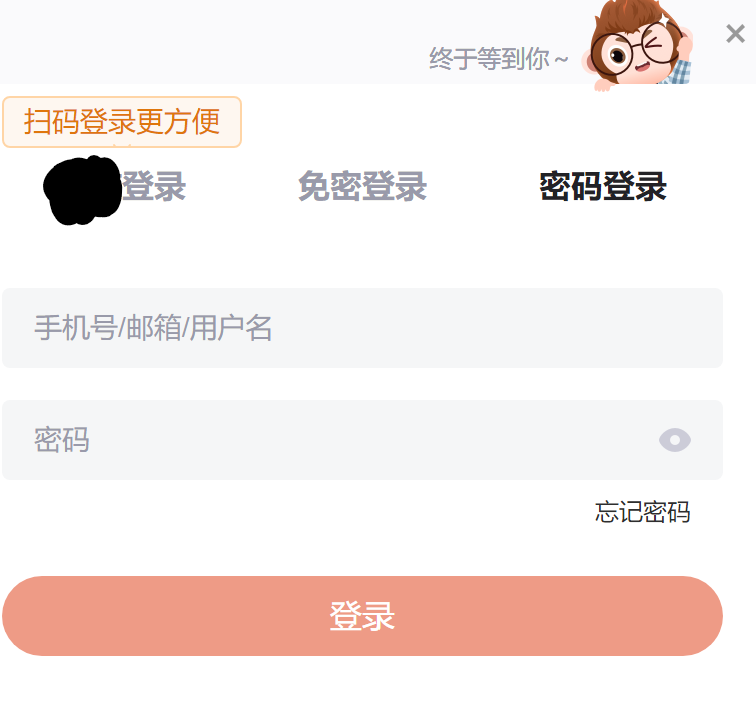 终于等到你~
扫码登录更方便
登录 免密登录 密码登录
手机号/邮箱/用户名
密码
忘记密码
登录